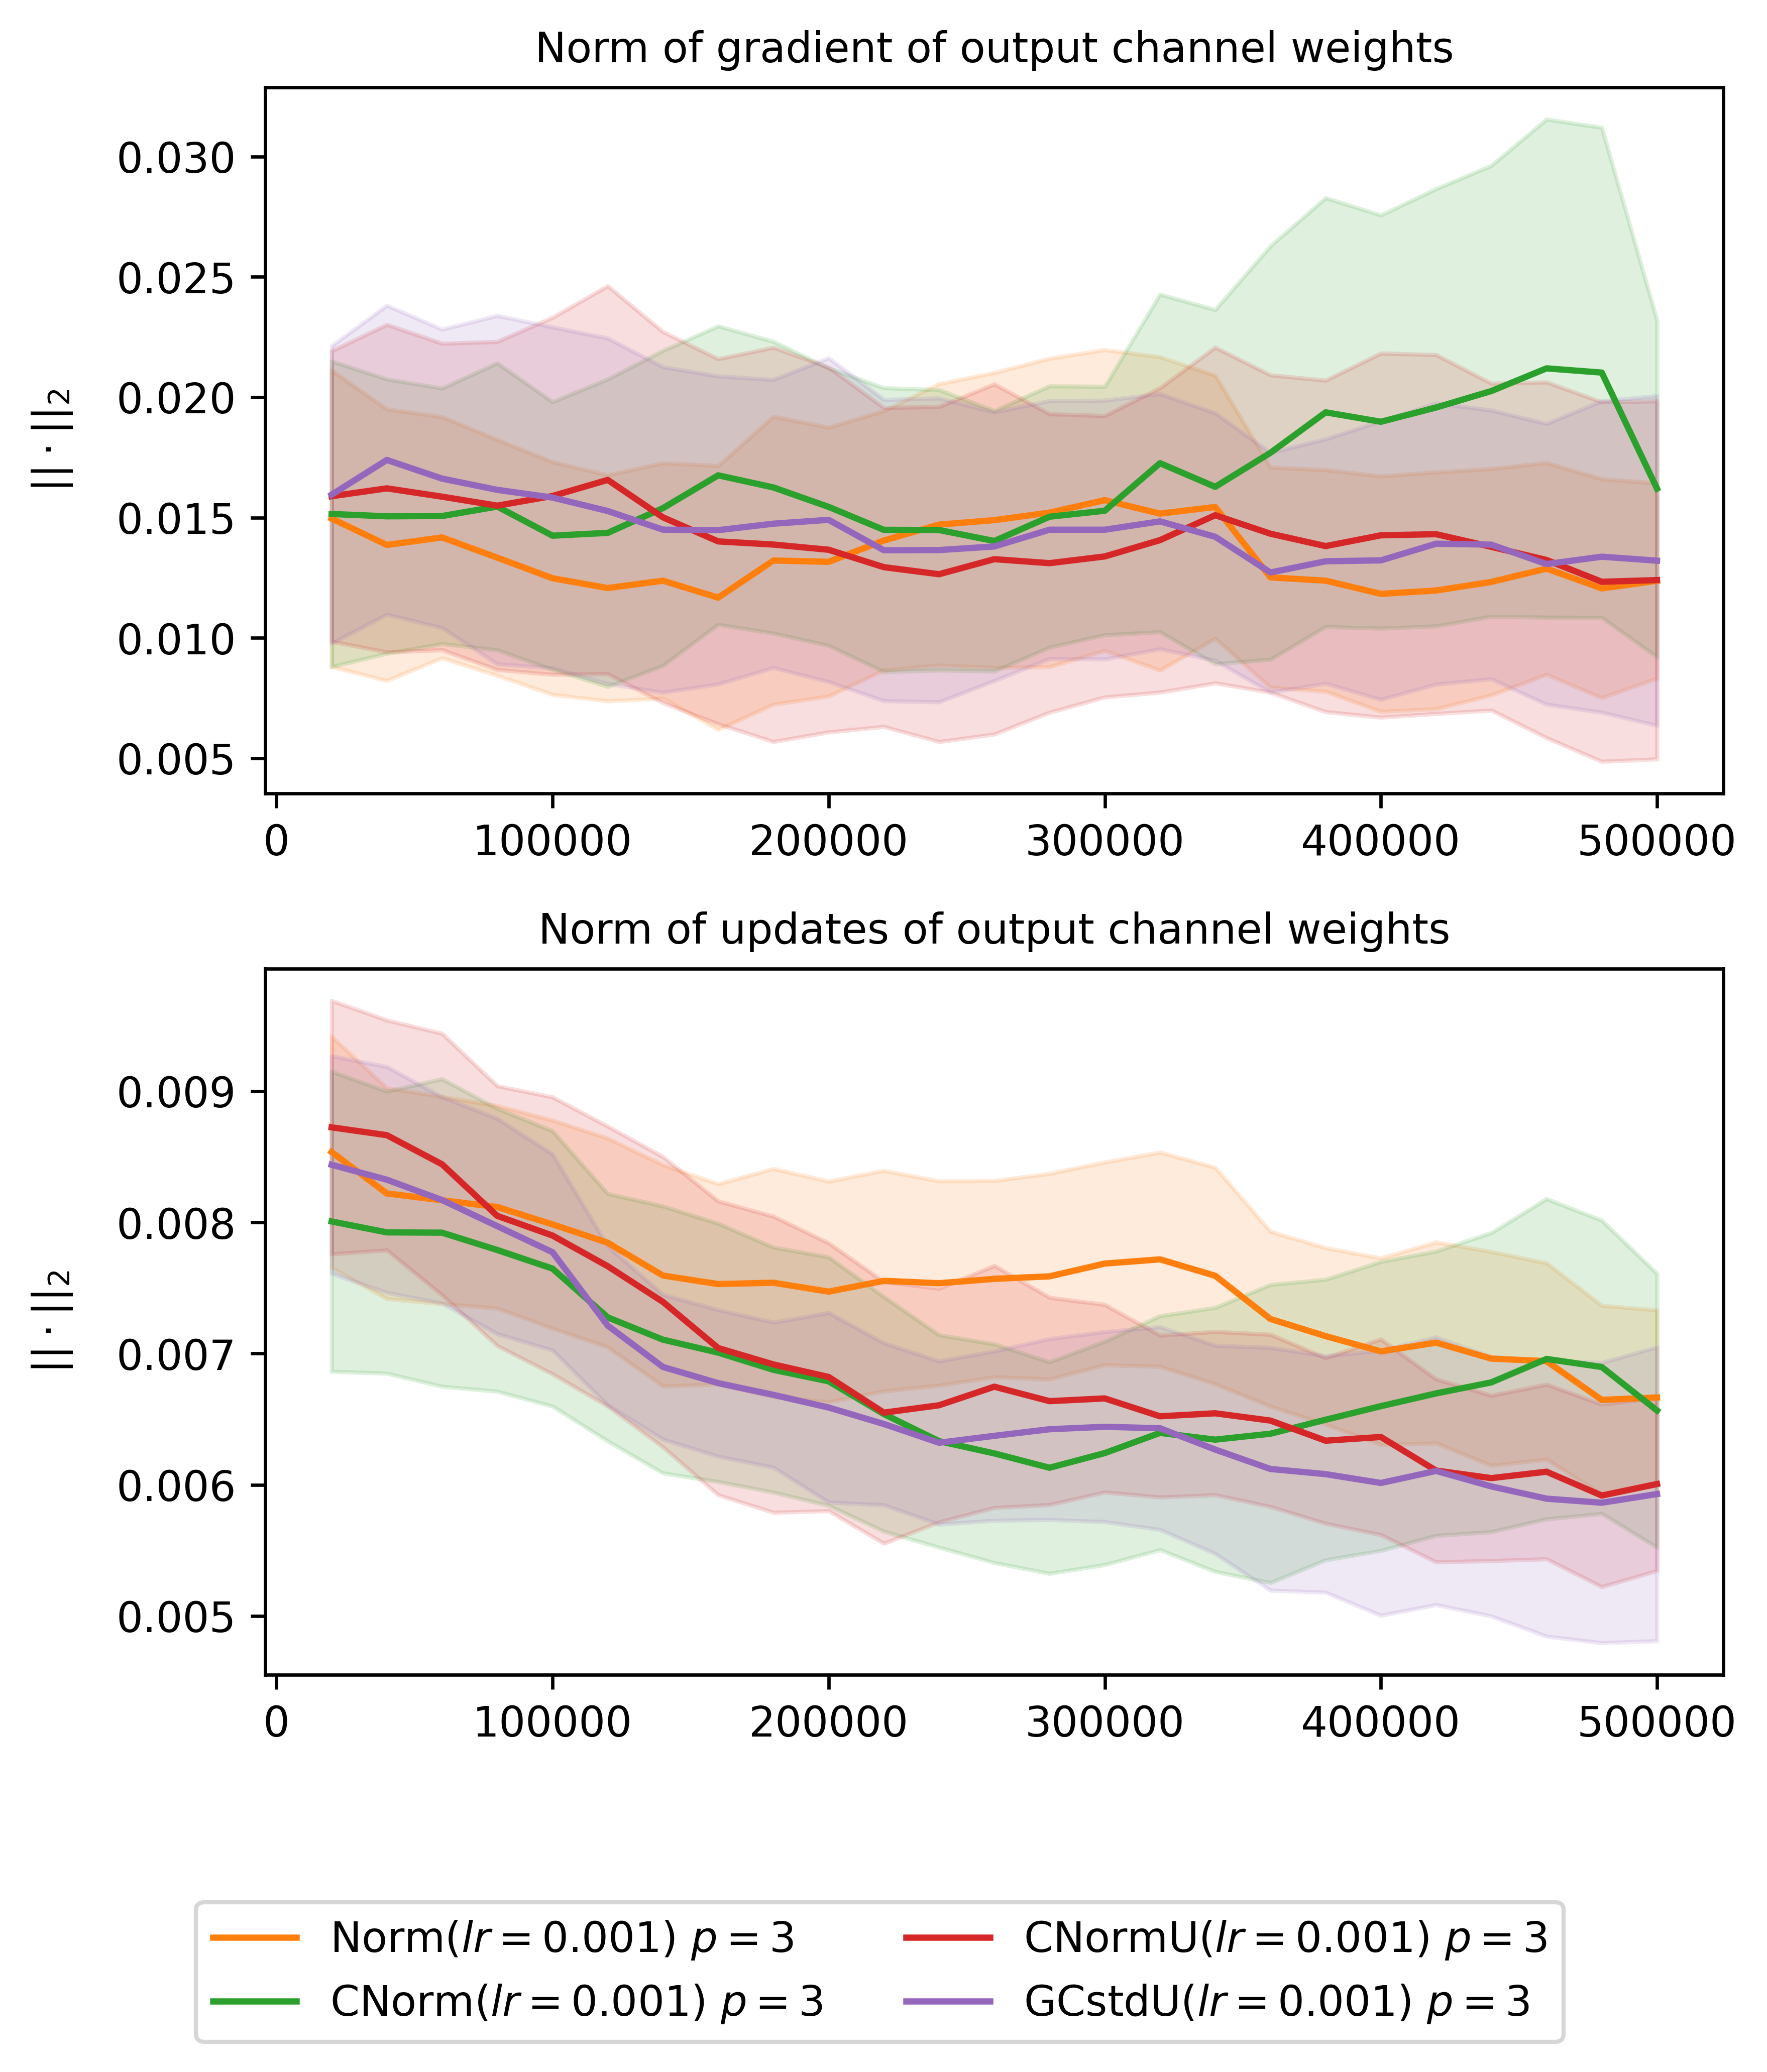 Norm of gradient of output channel weights
0.030
0.025
0.020
0.015
0.010
0.005
|| · ||₂
0 100000 200000 300000 400000 500000
Norm of updates of output channel weights
0.009
0.008
0.007
0.006
0.005
|| · ||₂
0 100000 200000 300000 400000 500000
Norm(lr = 0.001) p = 3 CNormU(lr = 0.001) p = 3
CNorm(lr = 0.001) p = 3 GCstdU(lr = 0.001) p = 3